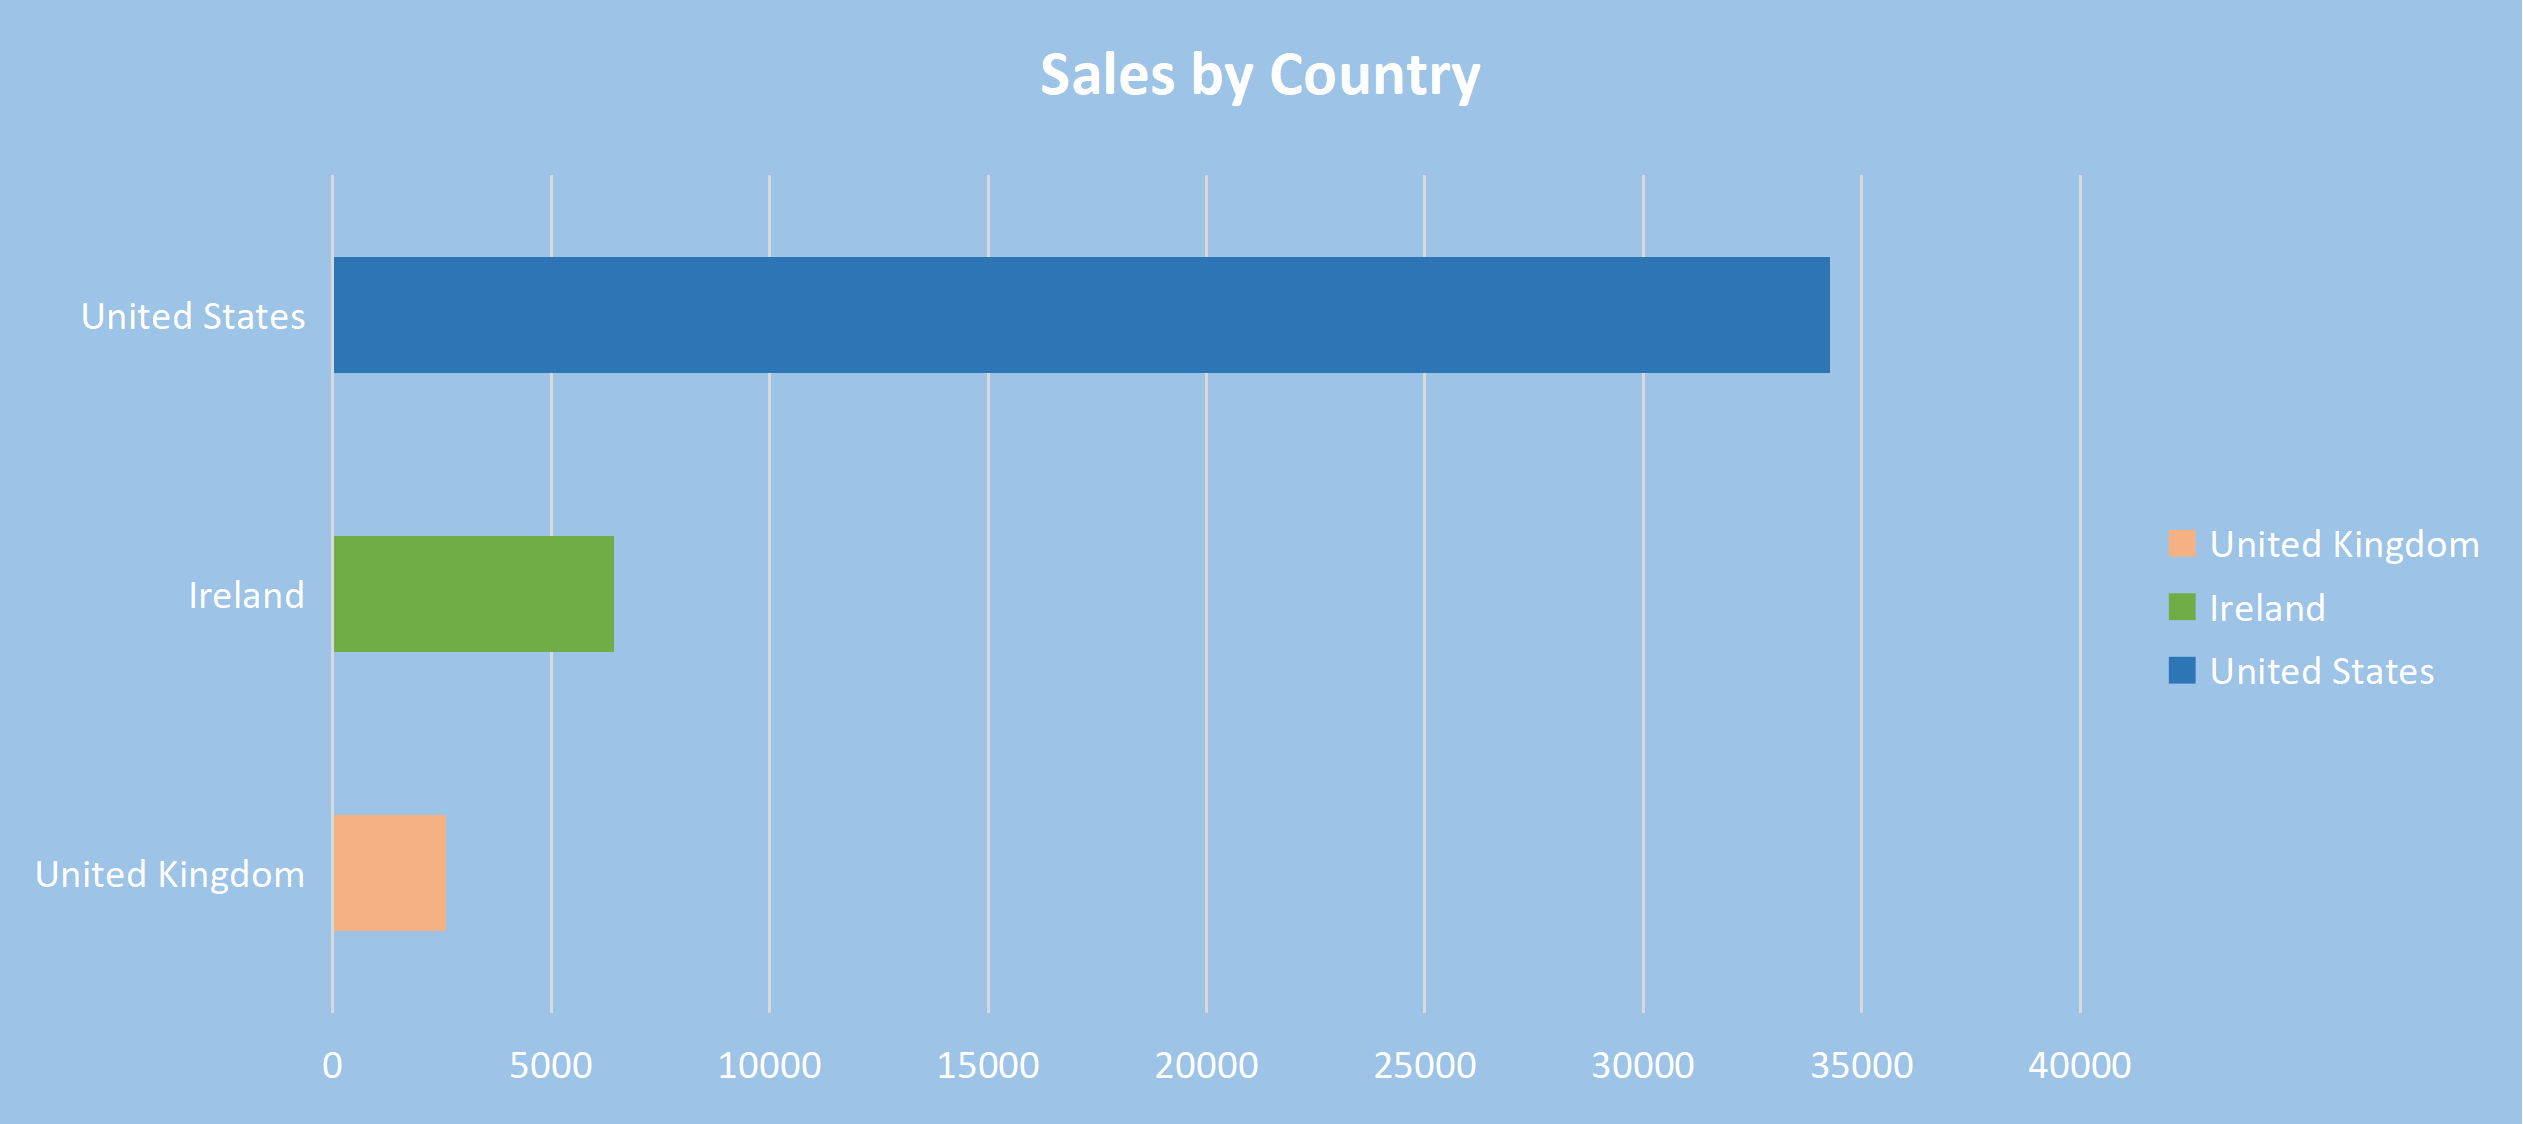 Sales by Country
United States
Ireland
United Kingdom
0 5000 10000 15000 20000 25000 30000 35000 40000
United Kingdom
Ireland
United States